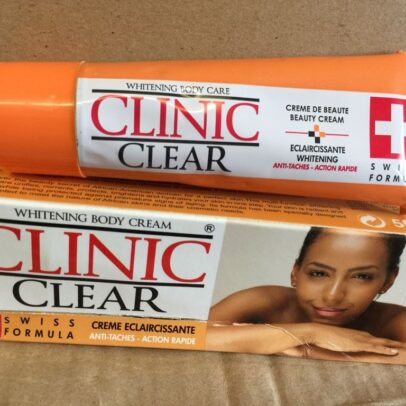 WHITENING BODY CARE
CLINIC
CLEAR
CREME DE BEAUTE
BEAUTY CREAM
ECLAIRCISSANTE
WHITENING
ANTI-TACHES - ACTION RAPIDE
SWISS
FORMULA
WHITENING BODY CREAM
CLINIC®
CLEAR
SWISS
FORMULA
CREME ECLAIRCISSANTE
ANTI-TACHES - ACTION RAPIDE